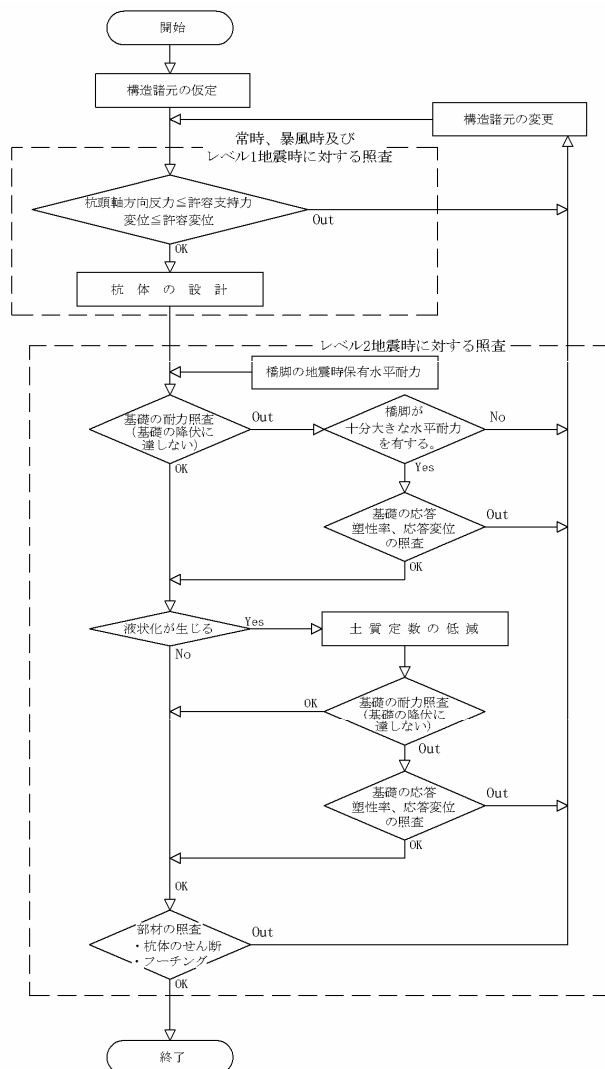 開始
構造諸元の仮定
構造諸元の変更
常時、暴風時及び
レベル1地震時に対する照査
杭頭軸方向反力≦許容支持力
変位≦許容変位
Out
OK
杭 体 の 設 計
レベル2地震時に対する照査
橋脚の地震時保有水平耐力
基礎の耐力照査
(基礎の降伏に
達しない)
Out
橋脚が
十分大きな水平耐力
を有する。
No
OK
Yes
基礎の応答
塑性率、応答変位
の照査
Out
OK
液状化が生じる
Yes
土 質 定 数 の 低 減
No
基礎の耐力照査
(基礎の降伏に
達しない)
OK
Out
基礎の応答
塑性率、応答変位
の照査
Out
OK
OK
部材の照査
・杭体のせん断
・フーチング
Out
OK
終了